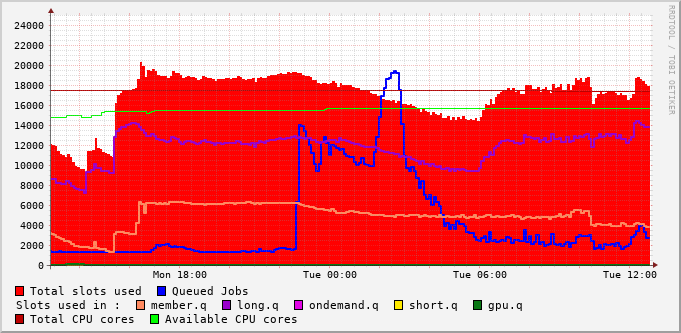 24000
22000
20000
18000
16000
14000
12000
10000
8000
6000
4000
2000
0
Mon 18:00 Tue 00:00 Tue 06:00 Tue 12:00
RRDTOOL / TOBI OETIKER
Total slots used Queued Jobs
Slots used in : member.q long.q ondemand.q short.q gpu.q
Total CPU cores Available CPU cores